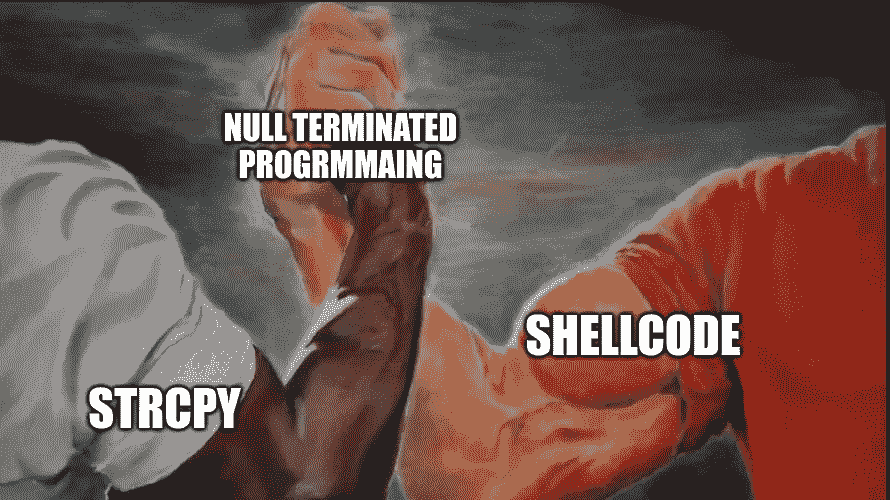 NULL TERMINATED
PROGRMMAING
SHELLCODE
STRCPY